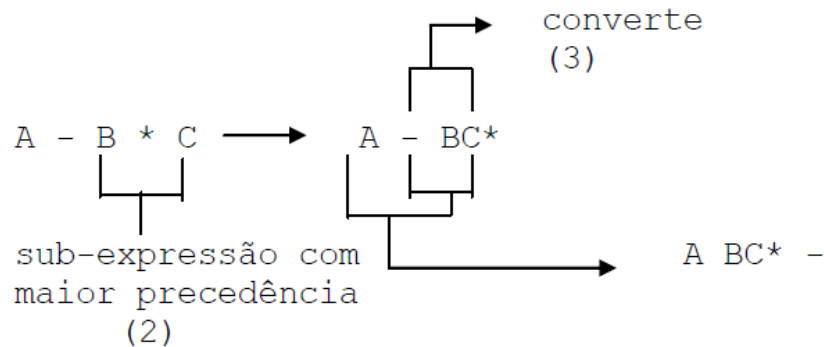 converte
(3)
A - B * C
A - BC*
sub-expressão com
maior precedência
(2)
A BC* -